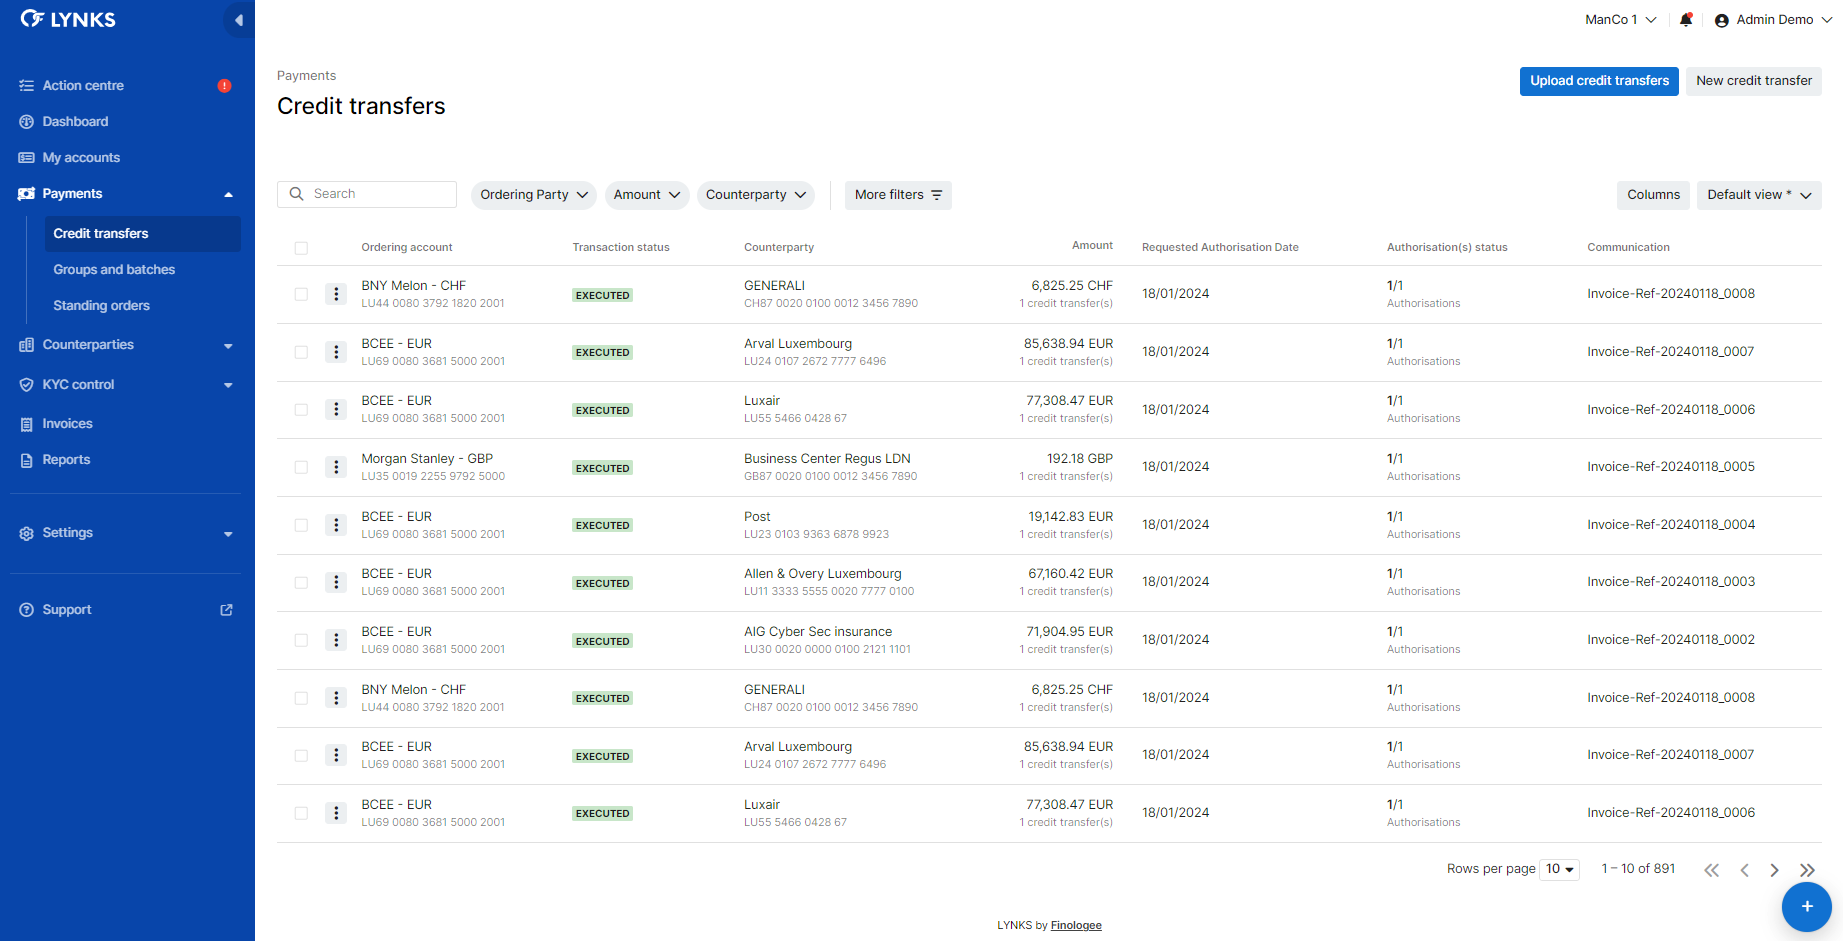 LYNKS
ManCo 1
Admin Demo
Action centre
!
Dashboard
My accounts
Payments
Credit transfers
Groups and batches
Standing orders
Counterparties
KYC control
Invoices
Reports
Settings
Support
Payments
Credit transfers
Upload credit transfers
New credit transfer
Search
Ordering Party
Amount
Counterparty
More filters
Columns
Default view *
Ordering account Transaction status Counterparty Amount Requested Authorisation Date Authorisation(s) status Communication
BNY Melon - CHF EXECUTED GENERALI 6,825.25 CHF 18/01/2024 1/1 Invoice-Ref-20240118_0008
LU44 0080 3792 1820 2001 CH87 0020 0100 0012 3456 7890 1 credit transfer(s) Authorisations
BCEE - EUR EXECUTED Arval Luxembourg 85,638.94 EUR 18/01/2024 1/1 Invoice-Ref-20240118_0007
LU69 0080 3681 5000 2001 LU24 0107 2672 7777 6496 1 credit transfer(s) Authorisations
BCEE - EUR EXECUTED Luxair 77,308.47 EUR 18/01/2024 1/1 Invoice-Ref-20240118_0006
LU69 0080 3681 5000 2001 LU55 5466 0428 67 1 credit transfer(s) Authorisations
Morgan Stanley - GBP EXECUTED Business Center Regus LDN 192.18 GBP 18/01/2024 1/1 Invoice-Ref-20240118_0005
LU35 0019 2255 9792 5000 GB87 0020 0100 0012 3456 7890 1 credit transfer(s) Authorisations
BCEE - EUR EXECUTED Post 19,142.83 EUR 18/01/2024 1/1 Invoice-Ref-20240118_0004
LU69 0080 3681 5000 2001 LU23 0103 9363 6878 9923 1 credit transfer(s) Authorisations
BCEE - EUR EXECUTED Allen & Overy Luxembourg 67,160.42 EUR 18/01/2024 1/1 Invoice-Ref-20240118_0003
LU69 0080 3681 5000 2001 LU11 3333 5555 0020 7777 0100 1 credit transfer(s) Authorisations
BCEE - EUR EXECUTED AIG Cyber Sec insurance 71,904.95 EUR 18/01/2024 1/1 Invoice-Ref-20240118_0002
LU69 0080 3681 5000 2001 LU30 0020 0000 0100 2121 1101 1 credit transfer(s) Authorisations
BNY Melon - CHF EXECUTED GENERALI 6,825.25 CHF 18/01/2024 1/1 Invoice-Ref-20240118_0008
LU44 0080 3792 1820 2001 CH87 0020 0100 0012 3456 7890 1 credit transfer(s) Authorisations
BCEE - EUR EXECUTED Arval Luxembourg 85,638.94 EUR 18/01/2024 1/1 Invoice-Ref-20240118_0007
LU69 0080 3681 5000 2001 LU24 0107 2672 7777 6496 1 credit transfer(s) Authorisations
BCEE - EUR EXECUTED Luxair 77,308.47 EUR 18/01/2024 1/1 Invoice-Ref-20240118_0006
LU69 0080 3681 5000 2001 LU55 5466 0428 67 1 credit transfer(s) Authorisations
Rows per page 10 1 – 10 of 891
+
LYNKS by Finologee